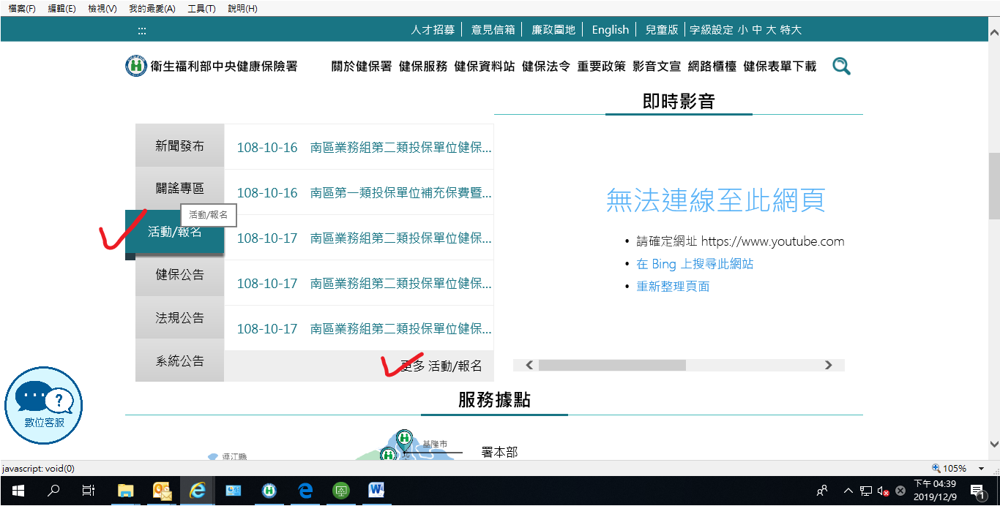 檔案(F) 編輯(E) 檢視(V) 我的最愛(A) 工具(T) 說明(H)
::: 人才招募 意見信箱 廉政園地 English 兒童版 字級設定 小 中 大 特大
衛生福利部中央健康保險署 關於健保署 健保服務 健保資料站 健保法令 重要政策 影音文宣 網路櫃檯 健保表單下載
即時影音
新聞發布
闢謠專區
活動/報名
活動/報名
健保公告
法規公告
系統公告
108-10-16 南區業務組第二類投保單位健保...
108-10-16 南區第一類投保單位補充保費暨...
108-10-17 南區業務組第二類投保單位健保...
108-10-17 南區業務組第二類投保單位健保...
108-10-17 南區業務組第二類投保單位健保...
更多 活動/報名
無法連線至此網頁
• 請確定網址 https://www.youtube.com
• 在 Bing 上搜尋此網站
• 重新整理頁面
數位客服
服務據點
基隆市
連江縣
署本部
javascript: void(0)
105%
下午 04:39
2019/12/9
1